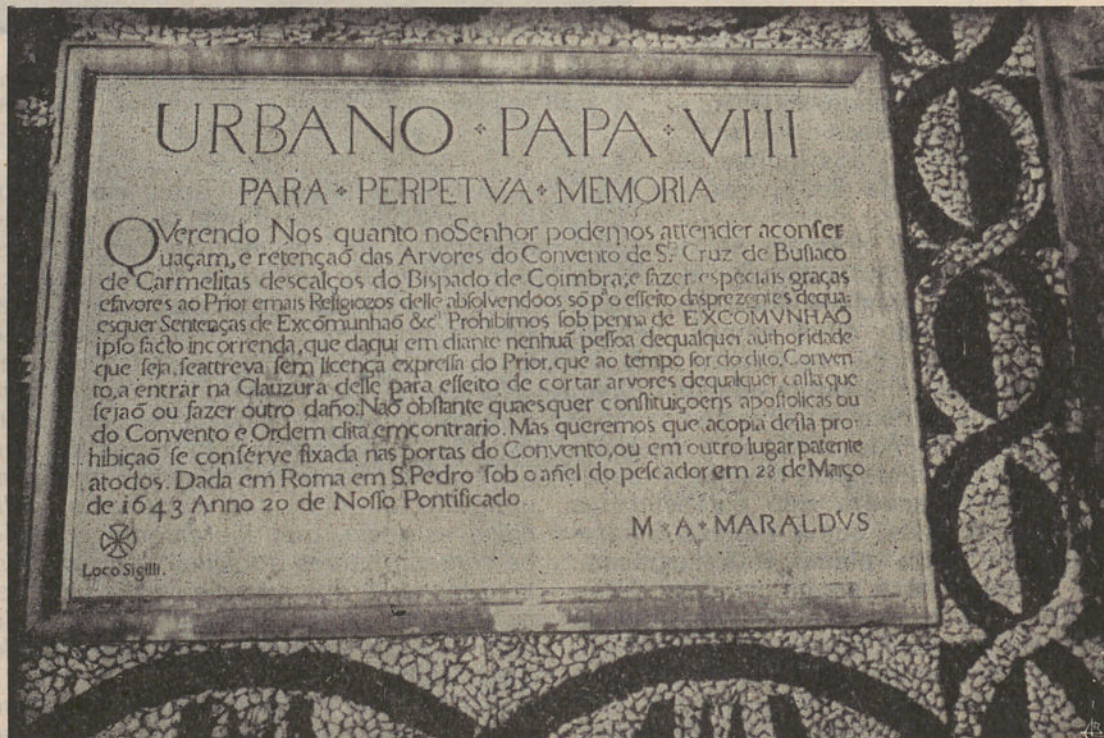 URBANO · PAPA · VIII
PARA · PERPETVA · MEMORIA
QVerendo Nos quanto noSenhor podemos attender aconser
uaçam, e retençaõ das Arvores do Convento de S.ᵗᵃ Cruz de Buſſaco
de Carmelitas descalços do Bispado de Coimbra; e fazer especiais graças
efavores ao Prior emais Religiozos delle abſolvendoos sò p.ᵃ o effeito dasprezentes dequa=
esquer Sentenças de Excomunhaõ &c.ᵃ Prohibimos ſob penna de EXCOMVNHAÕ
ipſo facto incorrenda, que daqui em diante nenhuã peſſoa dequalquer authoridade
que ſeja, ſeattreva ſem licença expreſſa do Prior, que ao tempo for do dito, Conven
to, a entrar na Clauzura delle para effeito de cortar arvores dequalquer caſta que
ſejaõ ou fazer outro daño. Naõ obſtante quaesquer conſtituiçoens apoſtolicas ou
do Convento e Ordem dita emcontrario. Mas queremos que acopia deſta pro=
hibiçaõ ſe conſérve fixada nas portas do Convento, ou em outro lugar patente
atodos. Dada em Roma em S. Pedro ſob o añel do peſcador em 28 de Março
de 1643 Anno 20 de Noſſo Pontificado.
M · A · MARALDVS
Loco Sigilli.